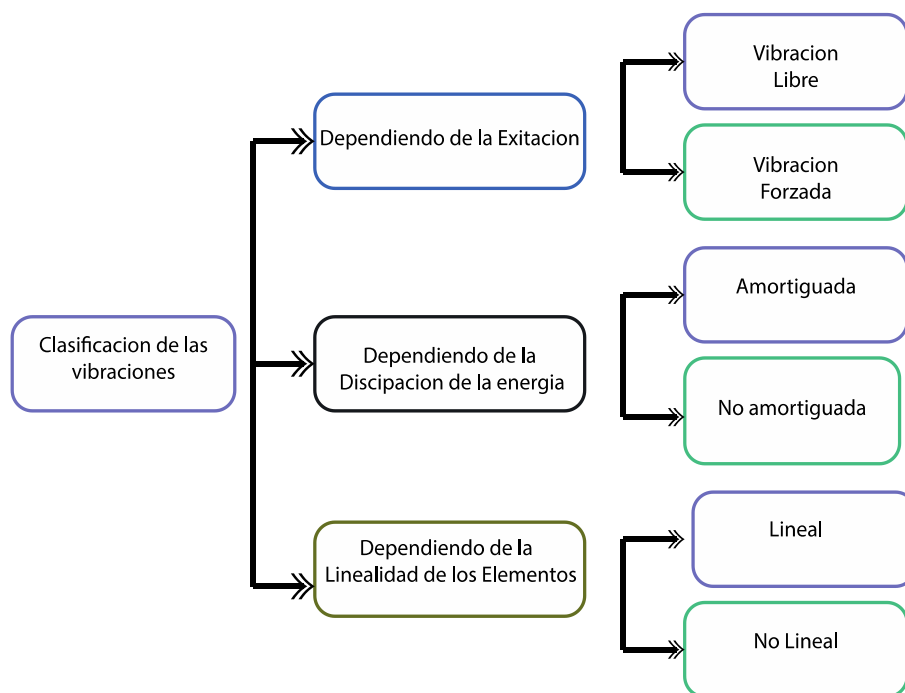 Clasificacion de las
vibraciones
Dependiendo de la Exitacion
Vibracion
Libre
Vibracion
Forzada
Dependiendo de la
Discipacion de la energia
Amortiguada
No amortiguada
Dependiendo de la
Linealidad de los Elementos
Lineal
No Lineal